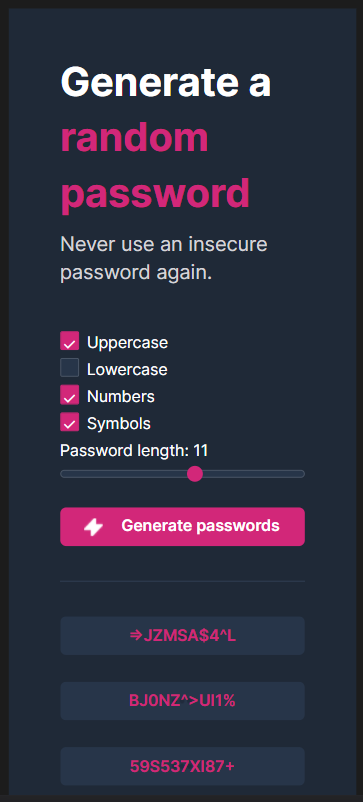 Generate a
random
password
Never use an insecure
password again.
Uppercase
Lowercase
Numbers
Symbols
Password length: 11
Generate passwords
=>JZMSA$4^L
BJ0NZ^>UI1%
59S537XI87+